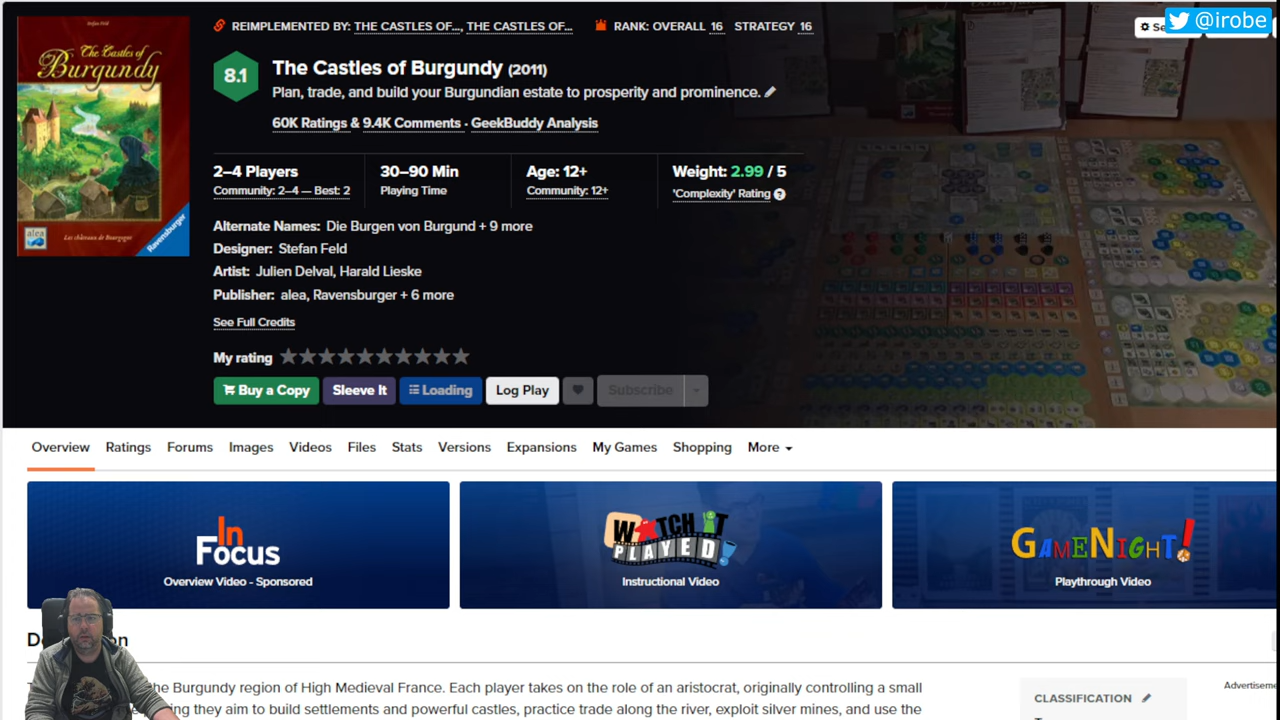 REIMPLEMENTED BY: THE CASTLES OF..., THE CASTLES OF...
RANK: OVERALL 16 STRATEGY 16
@irobe
Stefan Feld
The Castles of Burgundy
8.1
The Castles of Burgundy (2011)
Plan, trade, and build your Burgundian estate to prosperity and prominence.
60K Ratings & 9.4K Comments · GeekBuddy Analysis
2–4 Players
Community: 2–4 — Best: 2
30–90 Min
Playing Time
Age: 12+
Community: 12+
Weight: 2.99 / 5
'Complexity' Rating ?
alea
Les châteaux de Bourgogne
Ravensburger
Alternate Names: Die Burgen von Burgund + 9 more
Designer: Stefan Feld
Artist: Julien Delval, Harald Lieske
Publisher: alea, Ravensburger + 6 more
See Full Credits
My rating
Buy a Copy Sleeve It Loading Log Play Subscribe
Overview Ratings Forums Images Videos Files Stats Versions Expansions My Games Shopping More
In Focus
Overview Video - Sponsored
WATCH IT PLAYED!
Instructional Video
GAMENIGHT!
Playthrough Video
Burgundy region of High Medieval France. Each player takes on the role of an aristocrat, originally controlling a small
they aim to build settlements and powerful castles, practice trade along the river, exploit silver mines, and use the
CLASSIFICATION